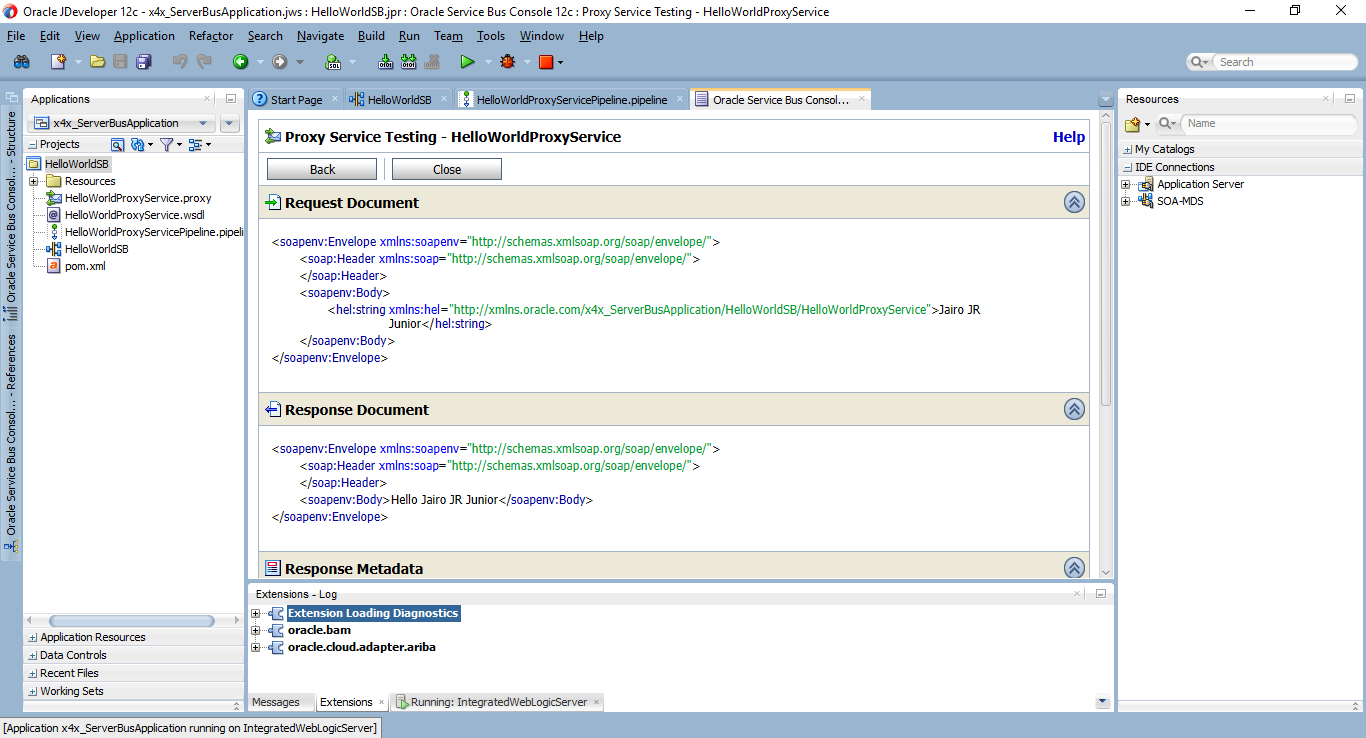 Oracle JDeveloper 12c - x4x_ServerBusApplication.jws : HelloWorldSB.jpr : Oracle Service Bus Console 12c : Proxy Service Testing - HelloWorldProxyService
File Edit View Application Refactor Search Navigate Build Run Team Tools Window Help
Search
Oracle Service Bus Consol... - Structure
Oracle Service Bus Consol... - References
Applications
x4x_ServerBusApplication
Projects
HelloWorldSB
Resources
HelloWorldProxyService.proxy
HelloWorldProxyService.wsdl
HelloWorldProxyServicePipeline.pipeli
HelloWorldSB
pom.xml
Application Resources
Data Controls
Recent Files
Working Sets
Start Page HelloWorldSB HelloWorldProxyServicePipeline.pipeline Oracle Service Bus Consol...
Proxy Service Testing - HelloWorldProxyService Help
Back Close
Request Document
<soapenv:Envelope xmlns:soapenv="http://schemas.xmlsoap.org/soap/envelope/">
<soap:Header xmlns:soap="http://schemas.xmlsoap.org/soap/envelope/">
</soap:Header>
<soapenv:Body>
<hel:string xmlns:hel="http://xmlns.oracle.com/x4x_ServerBusApplication/HelloWorldSB/HelloWorldProxyService">Jairo JR
Junior</hel:string>
</soapenv:Body>
</soapenv:Envelope>
Response Document
<soapenv:Envelope xmlns:soapenv="http://schemas.xmlsoap.org/soap/envelope/">
<soap:Header xmlns:soap="http://schemas.xmlsoap.org/soap/envelope/">
</soap:Header>
<soapenv:Body>Hello Jairo JR Junior</soapenv:Body>
</soapenv:Envelope>
Response Metadata
Extensions - Log
Extension Loading Diagnostics
oracle.bam
oracle.cloud.adapter.ariba
Messages Extensions Running: IntegratedWebLogicServer
Resources
Name
My Catalogs
IDE Connections
Application Server
SOA-MDS
[Application x4x_ServerBusApplication running on IntegratedWebLogicServer]